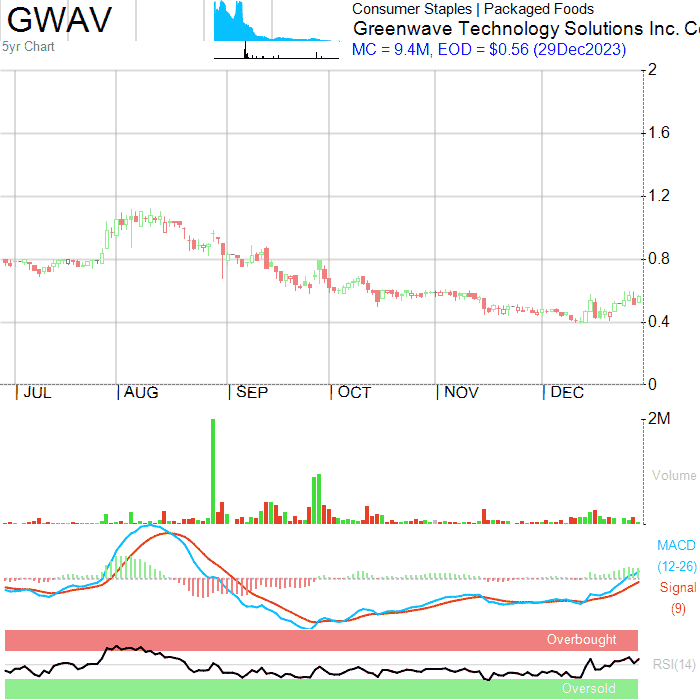 GWAV
5yr Chart
Consumer Staples | Packaged Foods
Greenwave Technology Solutions Inc. Co
MC = 9.4M, EOD = $0.56 (29Dec2023)
2
1.6
1.2
0.8
0.4
0
JUL AUG SEP OCT NOV DEC
2M
Volume
MACD
(12-26)
Signal
(9)
Overbought
RSI(14)
Oversold